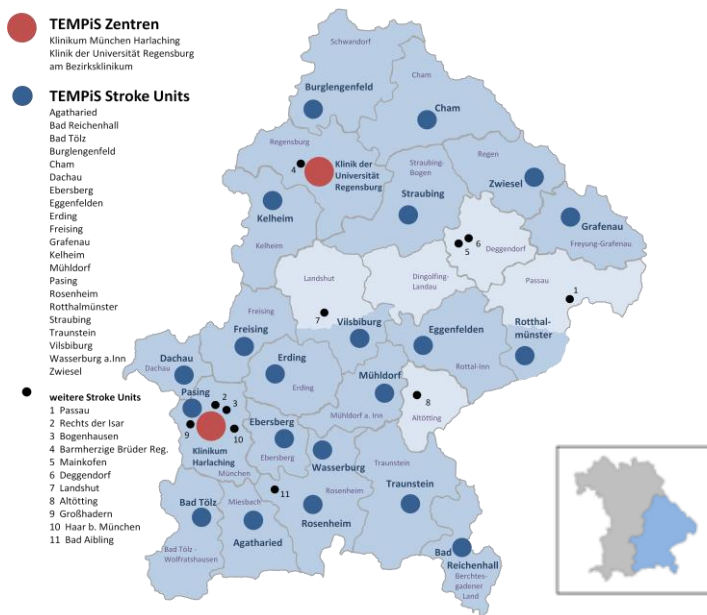 TEMPiS Zentren
Klinikum München Harlaching
Klinik der Universität Regensburg
am Bezirksklinikum
TEMPiS Stroke Units
Agatharied
Bad Reichenhall
Bad Tölz
Burglengenfeld
Cham
Dachau
Ebersberg
Eggenfelden
Erding
Freising
Grafenau
Kelheim
Mühldorf
Pasing
Rosenheim
Rotthalmünster
Straubing
Traunstein
Vilsbiburg
Wasserburg a.Inn
Zwiesel
weitere Stroke Units
1 Passau
2 Rechts der Isar
3 Bogenhausen
4 Barmherzige Brüder Reg.
5 Mainkofen
6 Deggendorf
7 Landshut
8 Altötting
9 Großhadern
10 Haar b. München
11 Bad Aibling
Schwandorf
Burglengenfeld
Cham
Cham
Regensburg
4
Klinik der
Universität
Regensburg
Straubing-
Bogen
Straubing
Regen
Zwiesel
Grafenau
Freyung-Grafenau
Kelheim
Kelheim
6
5
Deggendorf
Landshut
7
Dingolfing-
Landau
Passau
1
Rotthal-
münster
Freising
Freising
Vilsbiburg
Eggenfelden
Rottal-Inn
Dachau
Dachau
Erding
Erding
Mühldorf
Mühldorf a. Inn
8
Altötting
Pasing
2
3
9
10
Klinikum
Harlaching
München
Ebersberg
Ebersberg
Wasserburg
Traunstein
Traunstein
Bad Tölz
Bad Tölz -
Wolfratshausen
Miesbach
11
Agatharied
Rosenheim
Rosenheim
Bad
Reichenhall
Berchtes-
gadener
Land